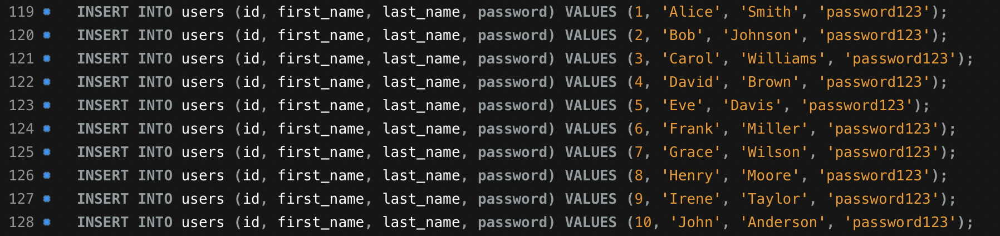 119 INSERT INTO users (id, first_name, last_name, password) VALUES (1, 'Alice', 'Smith', 'password123');
120 INSERT INTO users (id, first_name, last_name, password) VALUES (2, 'Bob', 'Johnson', 'password123');
121 INSERT INTO users (id, first_name, last_name, password) VALUES (3, 'Carol', 'Williams', 'password123');
122 INSERT INTO users (id, first_name, last_name, password) VALUES (4, 'David', 'Brown', 'password123');
123 INSERT INTO users (id, first_name, last_name, password) VALUES (5, 'Eve', 'Davis', 'password123');
124 INSERT INTO users (id, first_name, last_name, password) VALUES (6, 'Frank', 'Miller', 'password123');
125 INSERT INTO users (id, first_name, last_name, password) VALUES (7, 'Grace', 'Wilson', 'password123');
126 INSERT INTO users (id, first_name, last_name, password) VALUES (8, 'Henry', 'Moore', 'password123');
127 INSERT INTO users (id, first_name, last_name, password) VALUES (9, 'Irene', 'Taylor', 'password123');
128 INSERT INTO users (id, first_name, last_name, password) VALUES (10, 'John', 'Anderson', 'password123');